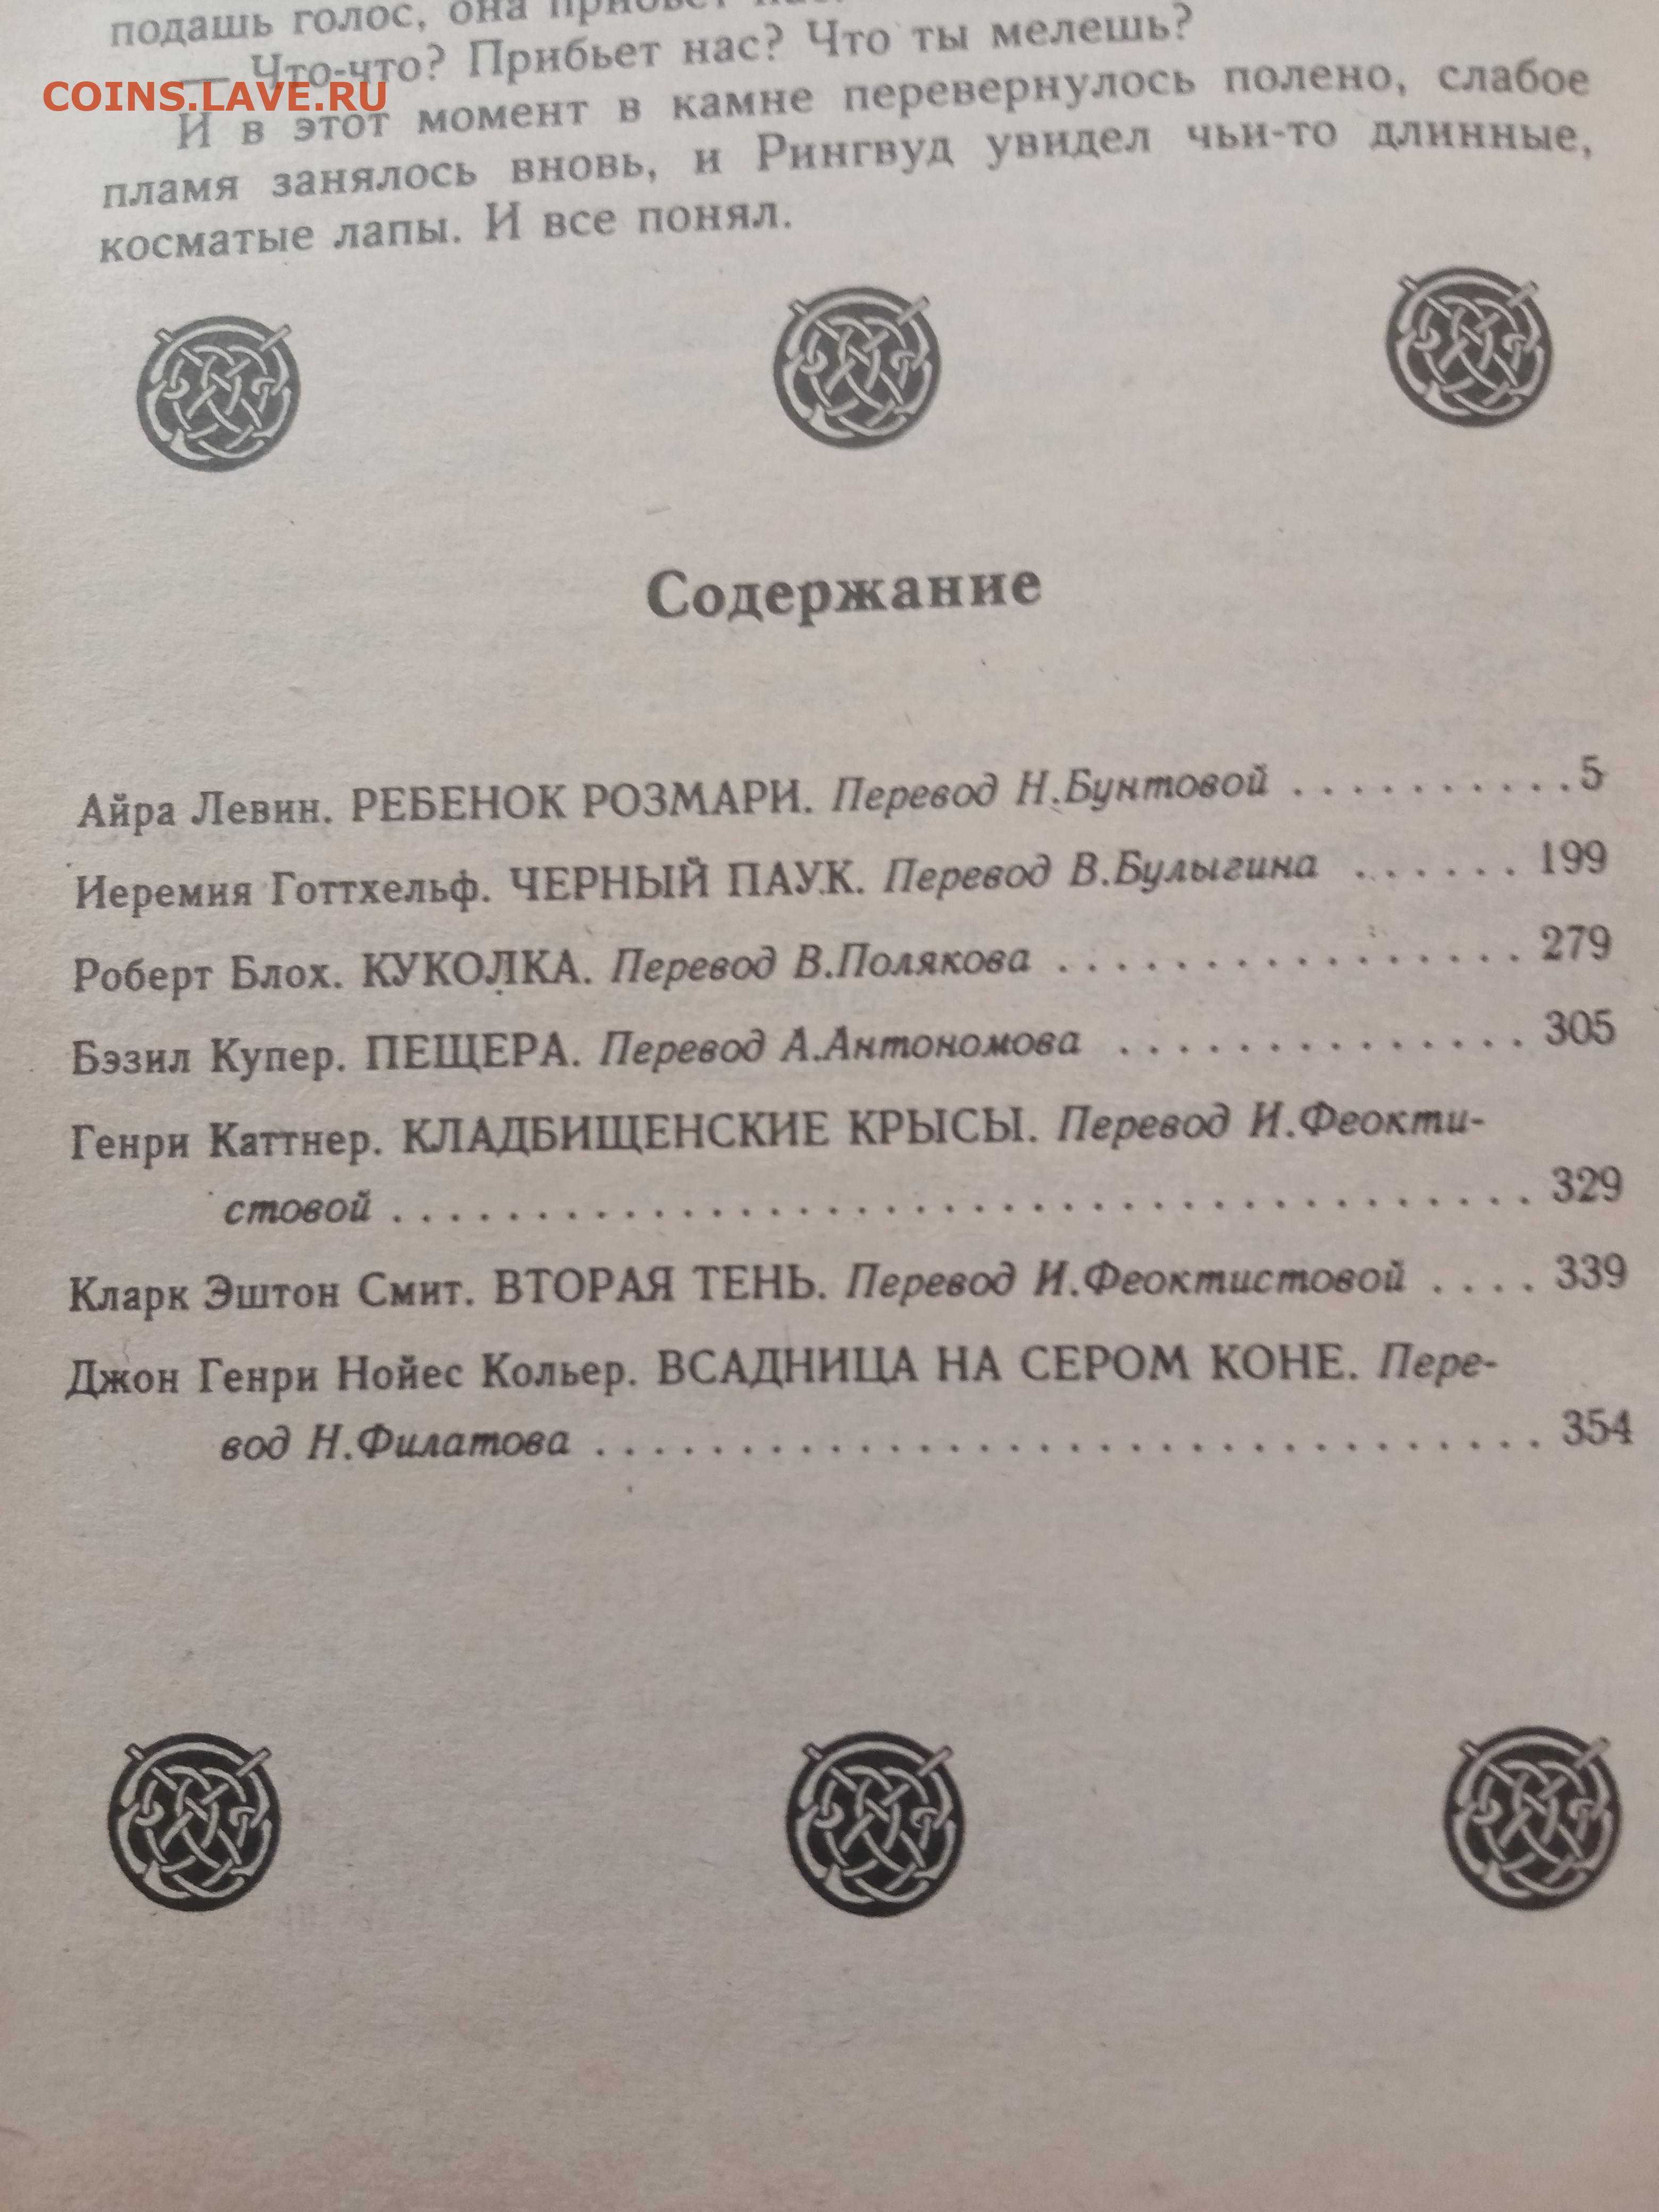 подашь голос, она прибьет нас.
— Что-что? Прибьет нас? Что ты мелешь?
COINS.LAVE.RU
И в этот момент в камне перевернулось полено, слабое
пламя занялось вновь, и Рингвуд увидел чьи-то длинные,
косматые лапы. И все понял.
Содержание
Айра Левин. РЕБЕНОК РОЗМАРИ. Перевод Н.Бунтовой . . . . . . . . . . 5
Иеремия Готтхельф. ЧЕРНЫЙ ПАУК. Перевод В.Булыгина . . . . . . 199
Роберт Блох. КУКОЛКА. Перевод В.Полякова . . . . . . . . . . . . . . . . 279
Бэзил Купер. ПЕЩЕРА. Перевод А.Антономова . . . . . . . . . . . . . . 305
Генри Каттнер. КЛАДБИЩЕНСКИЕ КРЫСЫ. Перевод И.Феокти-
стовой . . . . . . . . . . . . . . . . . . . . . . . . . . . . . . . . . . . . . . . 329
Кларк Эштон Смит. ВТОРАЯ ТЕНЬ. Перевод И.Феоктистовой . . . . 339
Джон Генри Нойес Кольер. ВСАДНИЦА НА СЕРОМ КОНЕ. Пере-
вод Н.Филатова . . . . . . . . . . . . . . . . . . . . . . . . . . . . . . . . 354